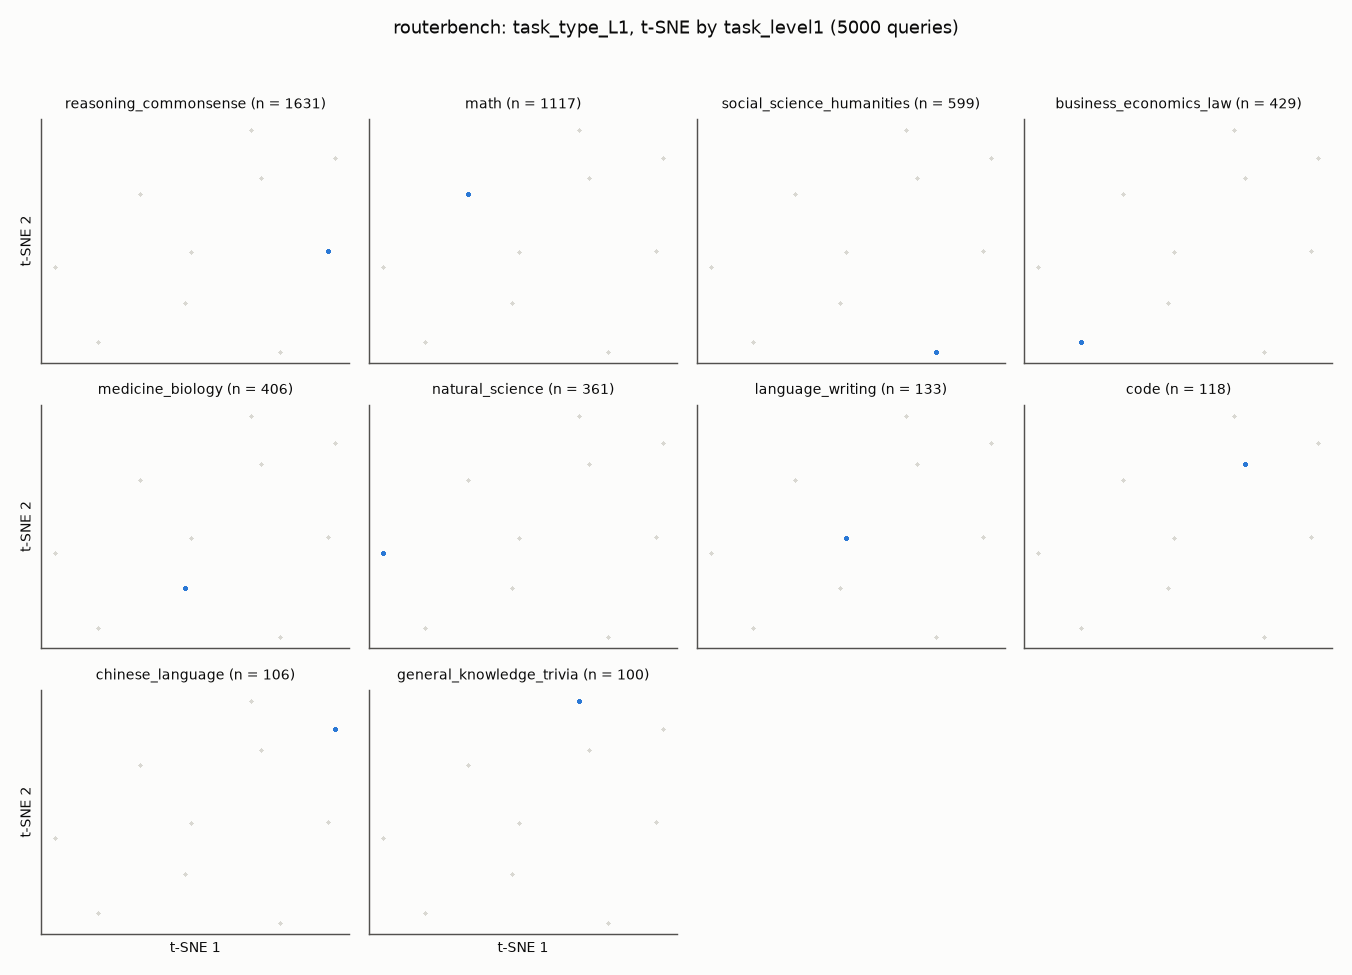 routerbench: task_type_L1, t-SNE by task_level1 (5000 queries)
reasoning_commonsense (n = 1631)
math (n = 1117)
social_science_humanities (n = 599)
business_economics_law (n = 429)
t-SNE 2
medicine_biology (n = 406)
natural_science (n = 361)
language_writing (n = 133)
code (n = 118)
t-SNE 2
chinese_language (n = 106)
general_knowledge_trivia (n = 100)
t-SNE 2
t-SNE 1
t-SNE 1